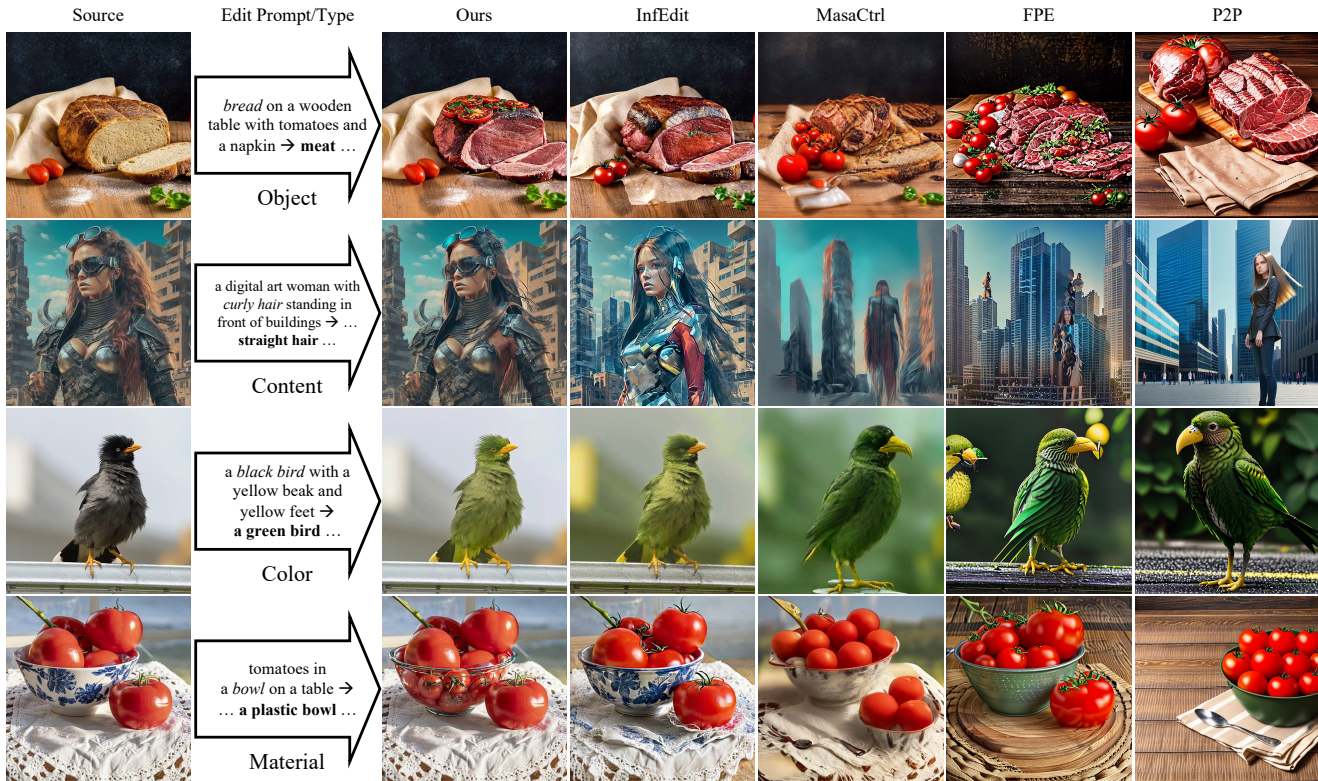 Source Edit Prompt/Type Ours InfEdit MasaCtrl FPE P2P
bread on a wooden
table with tomatoes and
a napkin → meat …
Object
a digital art woman with
curly hair standing in
front of buildings → …
straight hair …
Content
a black bird with a
yellow beak and
yellow feet →
a green bird …
Color
tomatoes in
a bowl on a table →
… a plastic bowl …
Material